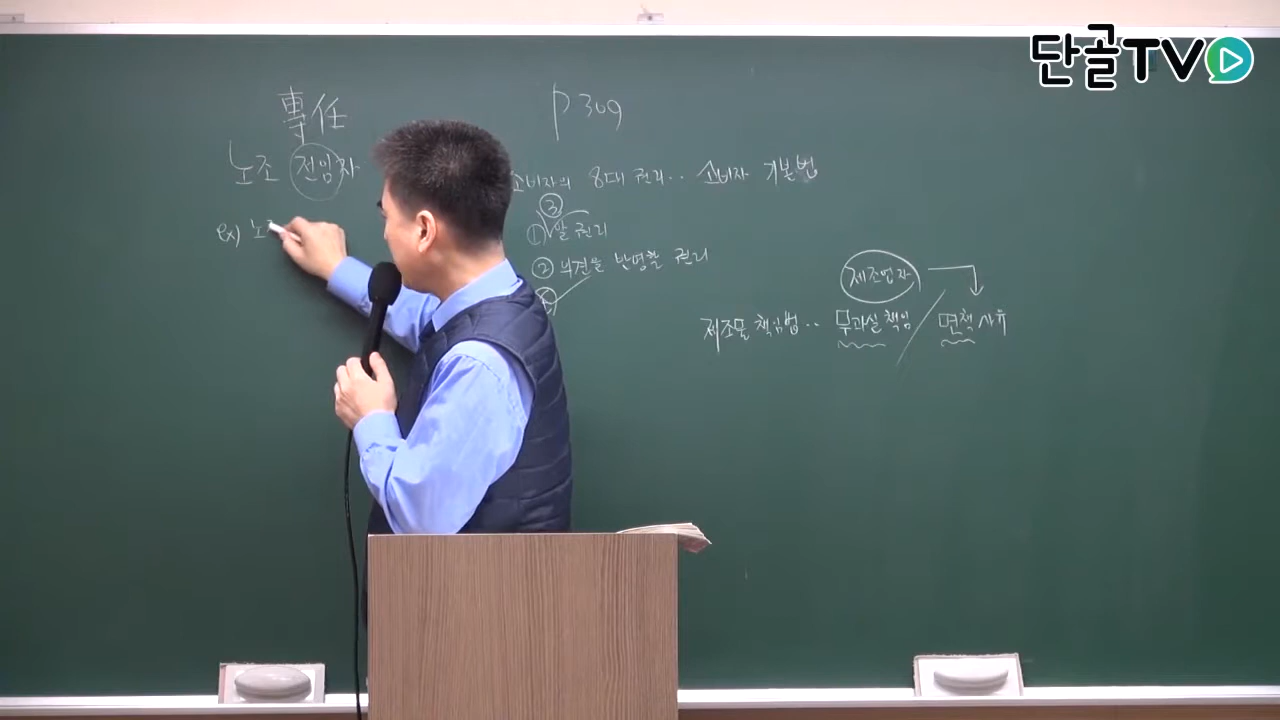 단골TV
專任
p309
노조 전임자
ex) 노조
소비자의 8대 권리.. 소비자 기본법
③
① 알 권리
② 의견을 반영할 권리
제조업자
제조물 책임법.. 무과실 책임 / 면책 사유